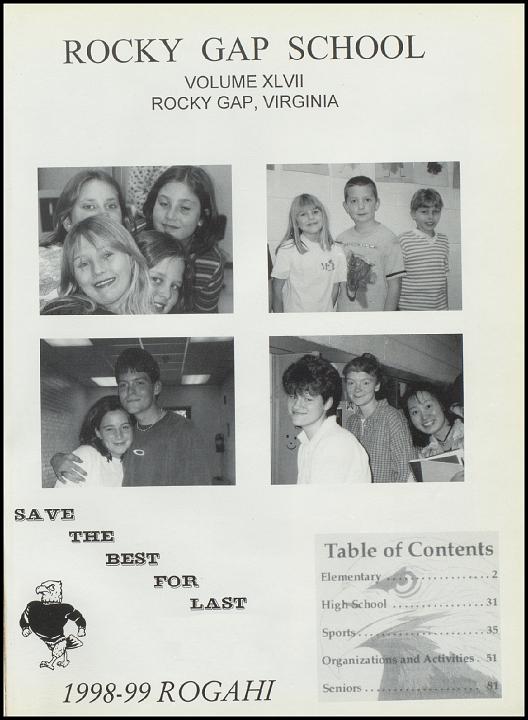 ROCKY GAP SCHOOL
VOLUME XLVII
ROCKY GAP, VIRGINIA
SAVE
THE
BEST
FOR
LAST
1998-99 ROGAHI
Table of Contents
Elementary . . . . . . . . . . . . . . . . . 2
High School . . . . . . . . . . . . . . . 31
Sports . . . . . . . . . . . . . . . . . . . . 35
Organizations and Activities . 51
Seniors . . . . . . . . . . . . . . . . . . . 81